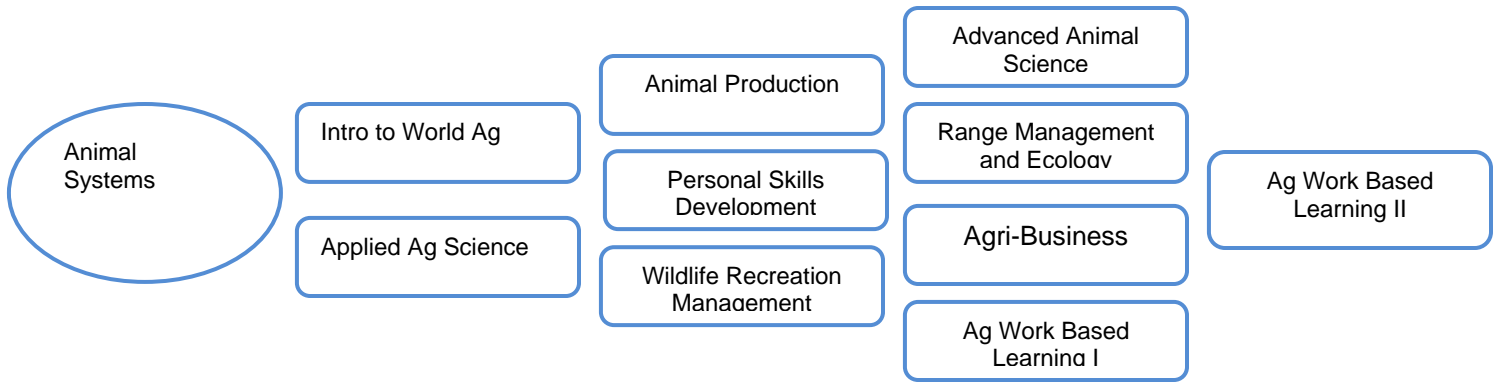 Animal
Systems
Intro to World Ag
Applied Ag Science
Animal Production
Personal Skills
Development
Wildlife Recreation
Management
Advanced Animal
Science
Range Management
and Ecology
Agri-Business
Ag Work Based
Learning I
Ag Work Based
Learning II